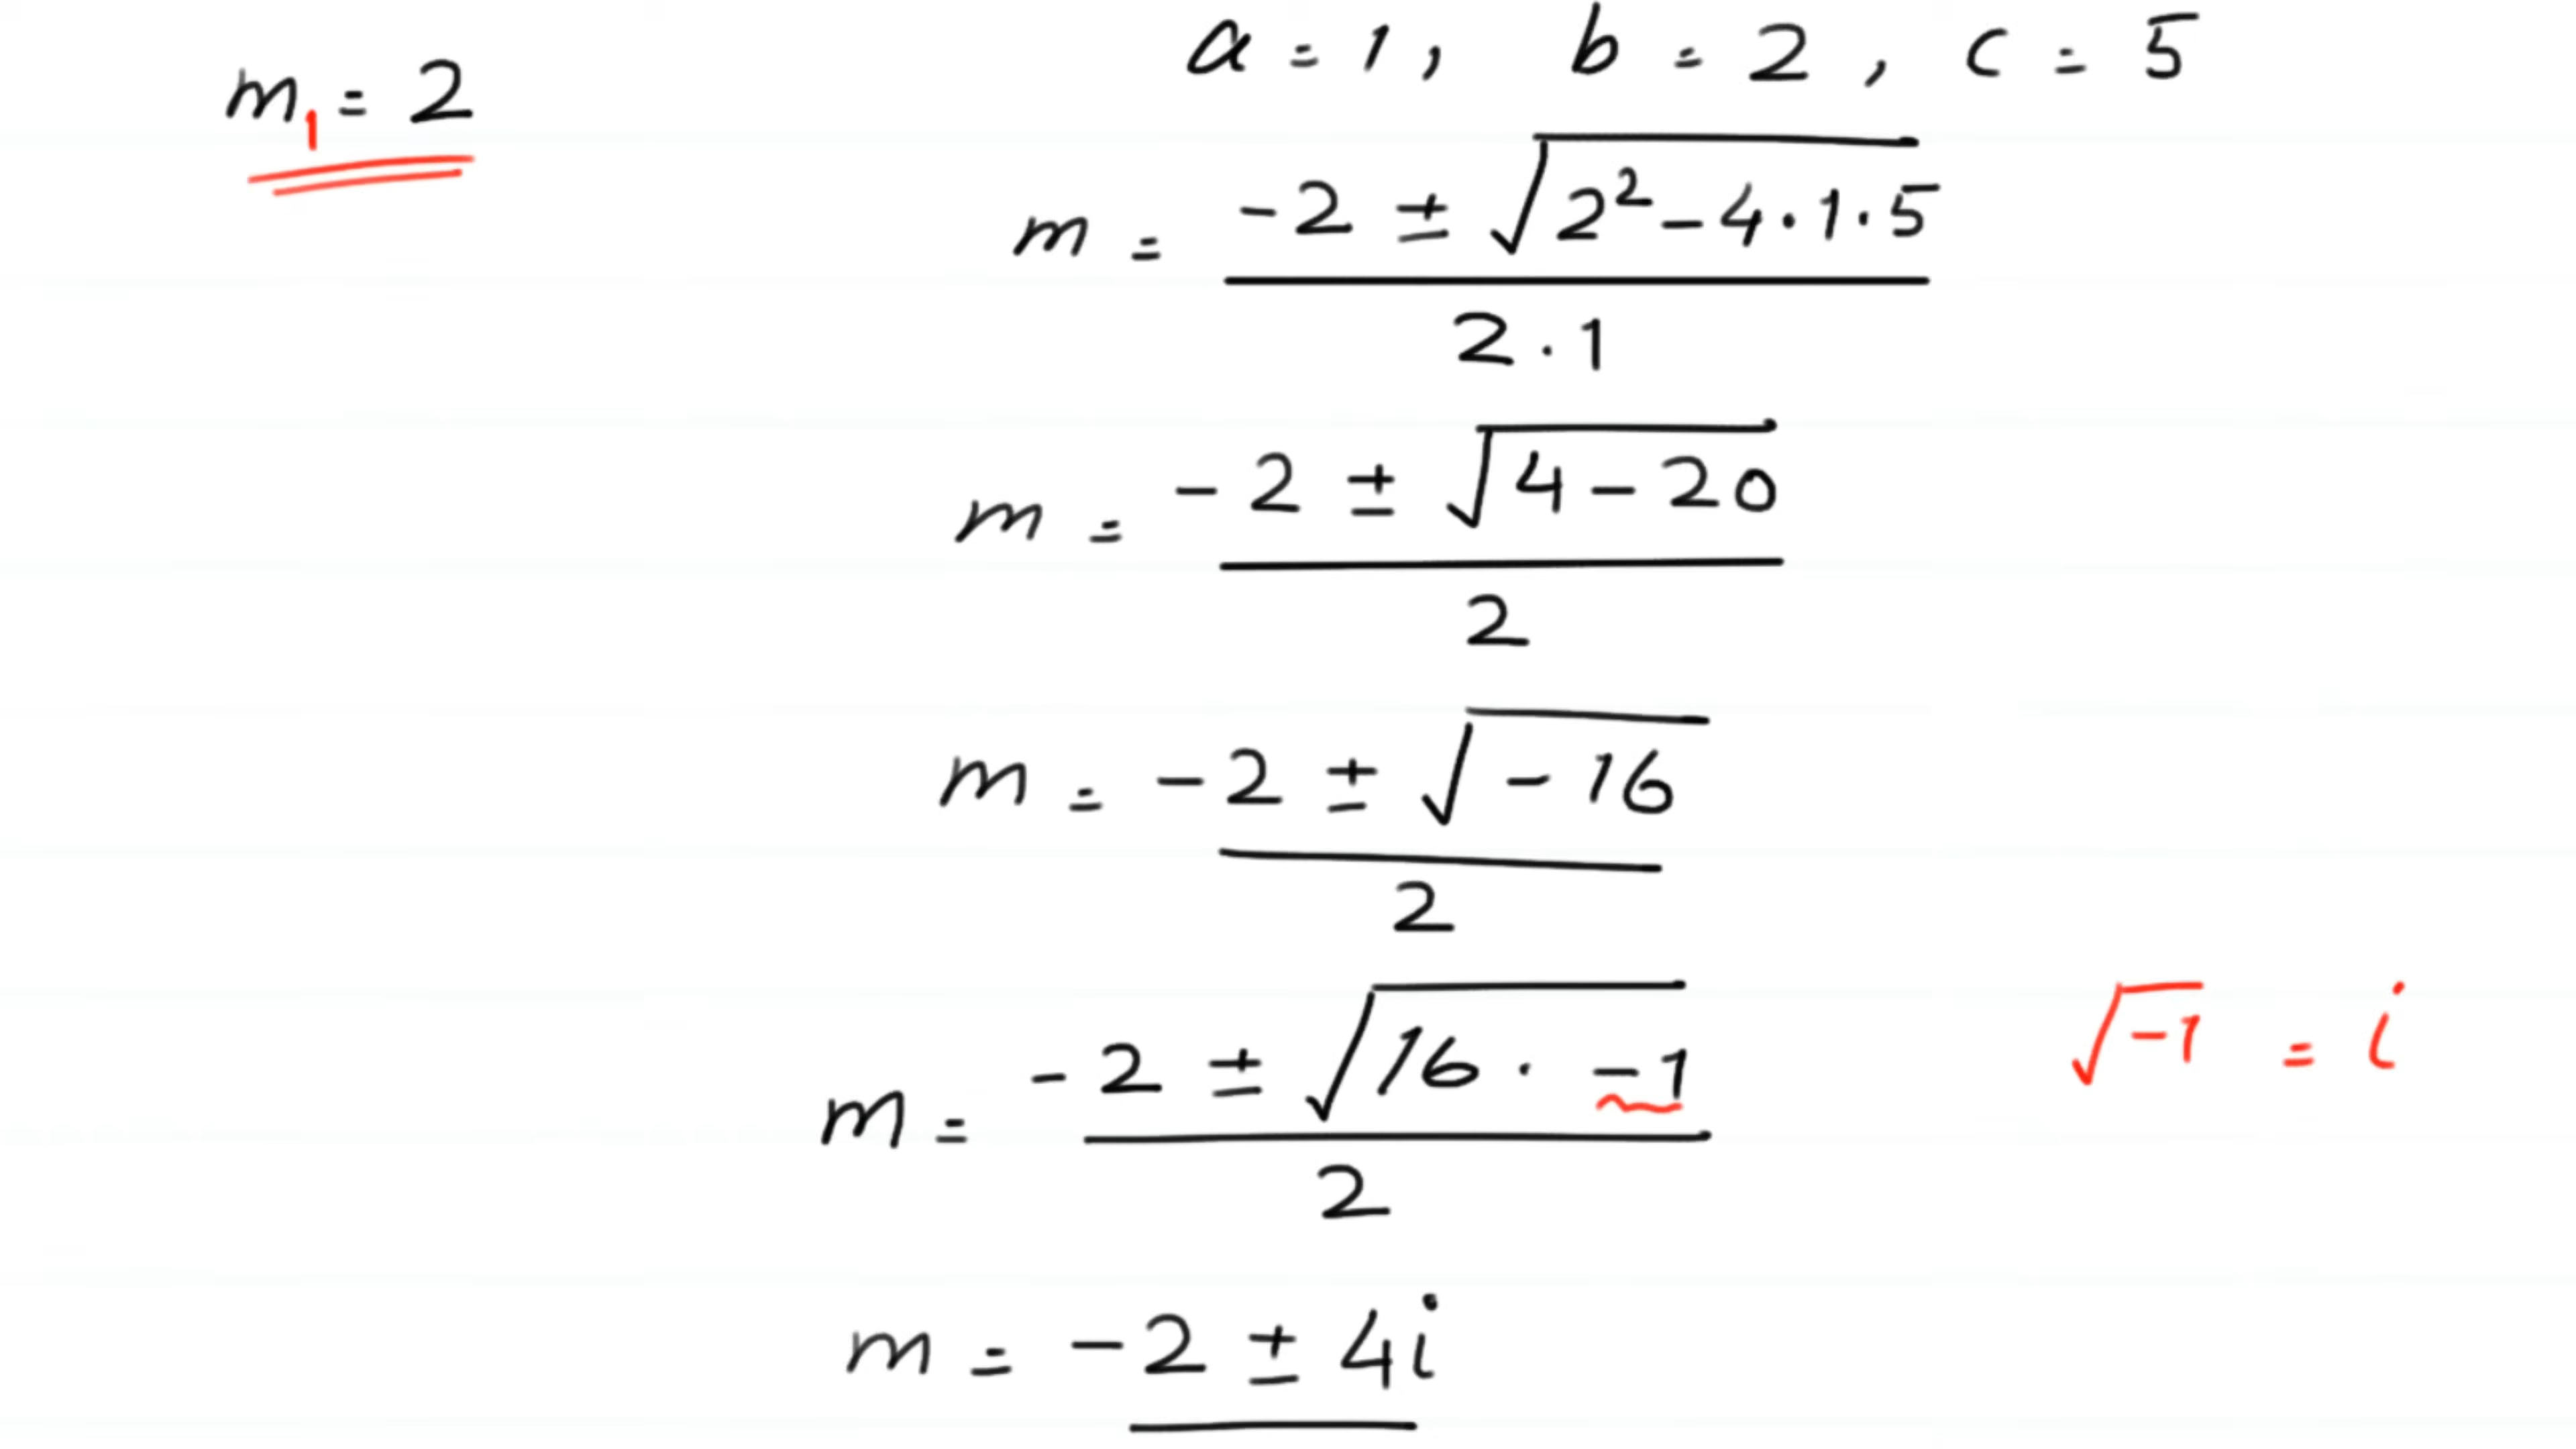 m₁ = 2
a = 1, b = 2, c = 5
m = (-2 ± √(2² - 4 · 1 · 5)) / (2 · 1)
m = (-2 ± √(4 - 20)) / 2
m = (-2 ± √(-16)) / 2
m = (-2 ± √(16 · -1)) / 2
√(-1) = i
m = -2 ± 4i